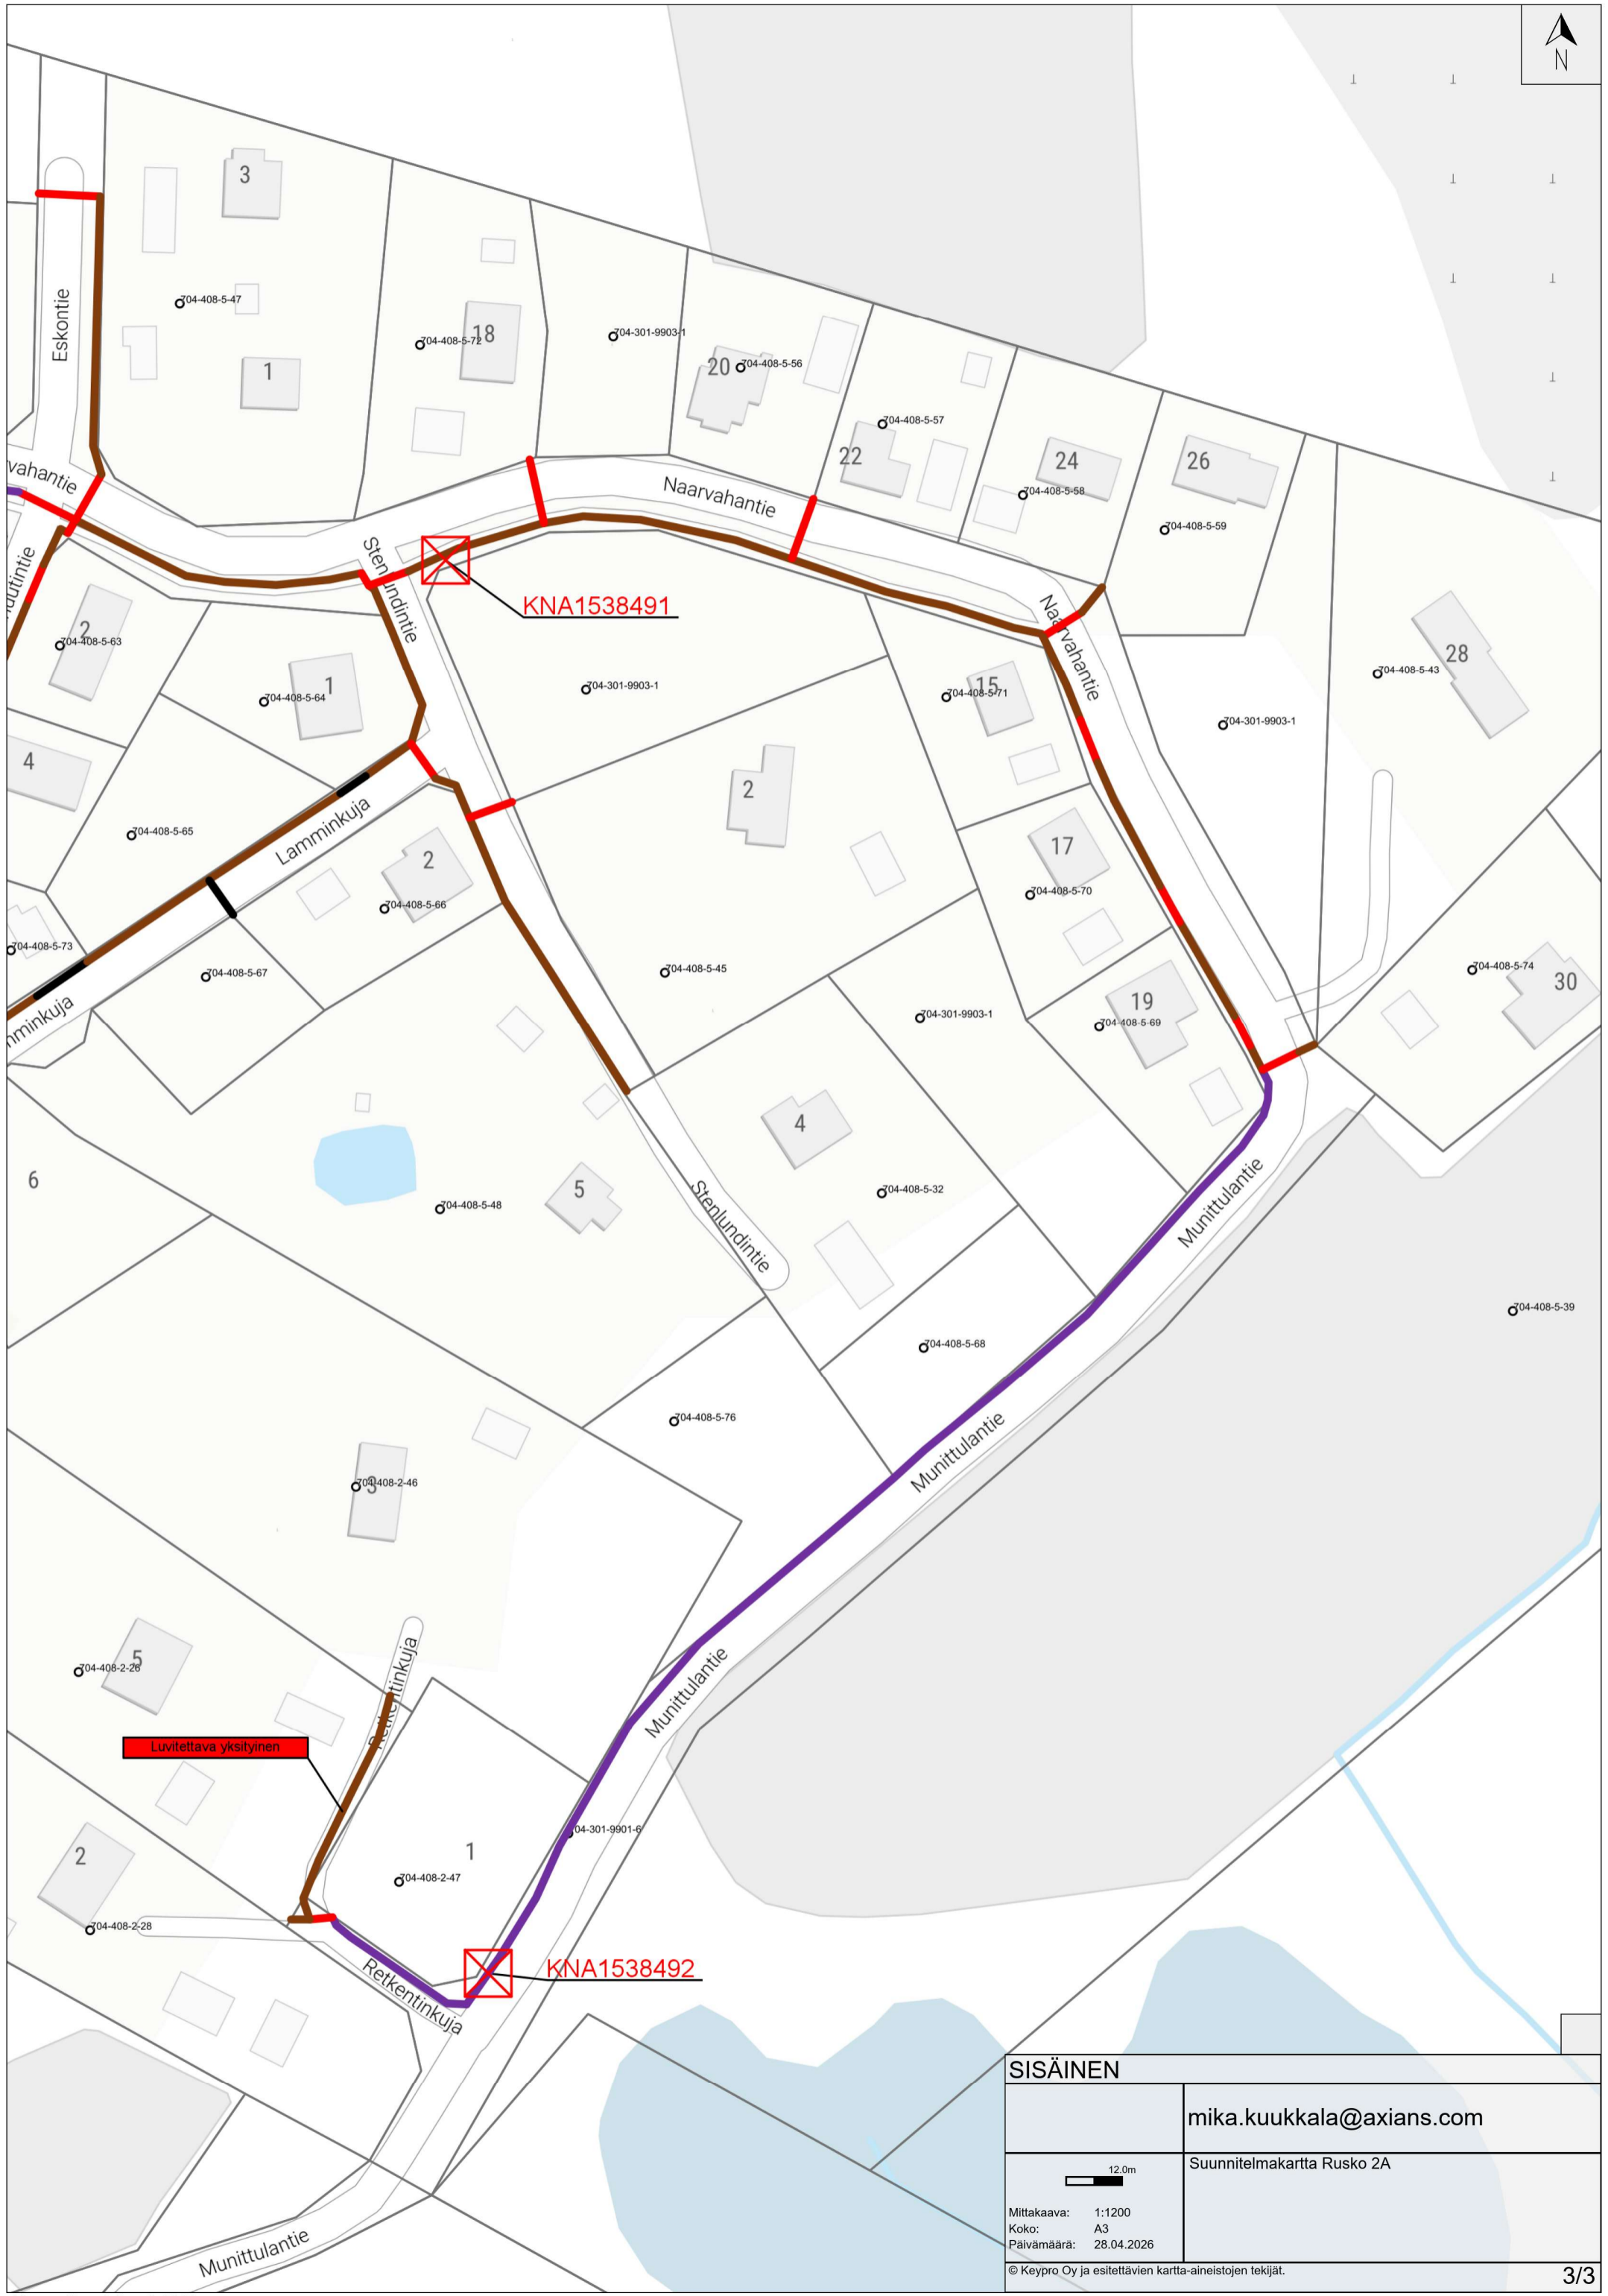 N
3
Eskontie
704-408-5-47
1
704-408-5-72
18
704-301-9903-1
20
704-408-5-56
704-408-5-57
22
24
704-408-5-58
26
704-408-5-59
vahantie
Naarvahantie
Stenlundintie
KNA1538491
Naarvahantie
2
704-408-5-63
1
704-408-5-64
704-301-9903-1
15
704-408-5-71
704-301-9903-1
28
704-408-5-43
4
2
704-408-5-65
Lamminkuja
2
704-408-5-66
17
704-408-5-70
704-408-5-73
704-408-5-67
704-408-5-45
704-408-5-74
30
19
704-408-5-69
704-301-9903-1
mminkuja
4
6
5
704-408-5-48
704-408-5-32
Stenlundintie
Munittulantie
704-408-5-39
704-408-5-68
704-408-5-76
Munittulantie
3
704-408-2-46
5
704-408-2-26
Retkentinkuja
Munittulantie
Luvitettava yksityinen
04-301-9901-6
2
1
704-408-2-47
704-408-2-28
KNA1538492
Retkentinkuja
Munittulantie
SISÄINEN
mika.kuukkala@axians.com
12.0m
Suunnitelmakartta Rusko 2A
Mittakaava: 1:1200
Koko: A3
Päivämäärä: 28.04.2026
© Keypro Oy ja esitettävien kartta-aineistojen tekijät.
3/3